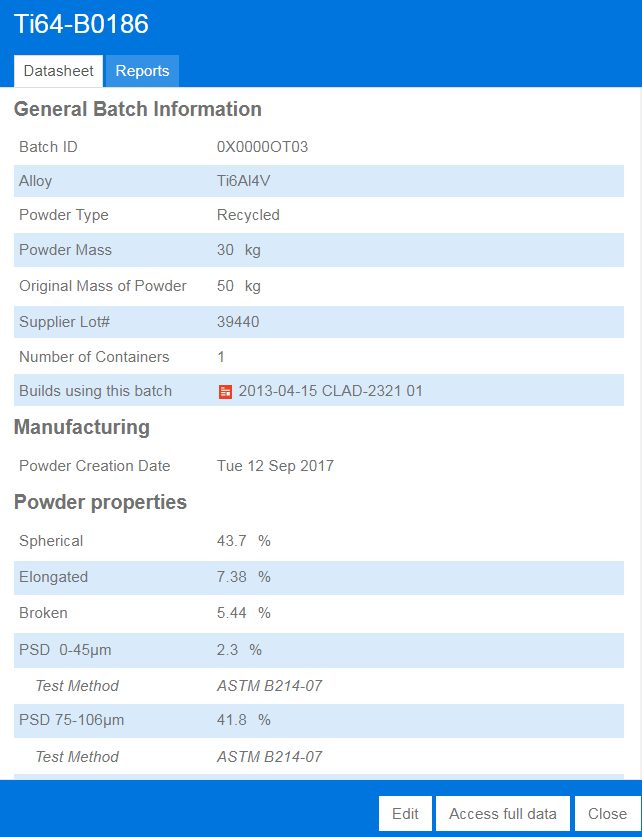 Ti64-B0186
Datasheet Reports
General Batch Information
Batch ID 0X0000OT03
Alloy Ti6Al4V
Powder Type Recycled
Powder Mass 30 kg
Original Mass of Powder 50 kg
Supplier Lot# 39440
Number of Containers 1
Builds using this batch 2013-04-15 CLAD-2321 01
Manufacturing
Powder Creation Date Tue 12 Sep 2017
Powder properties
Spherical 43.7 %
Elongated 7.38 %
Broken 5.44 %
PSD 0-45µm 2.3 %
Test Method ASTM B214-07
PSD 75-106µm 41.8 %
Test Method ASTM B214-07
Edit Access full data Close